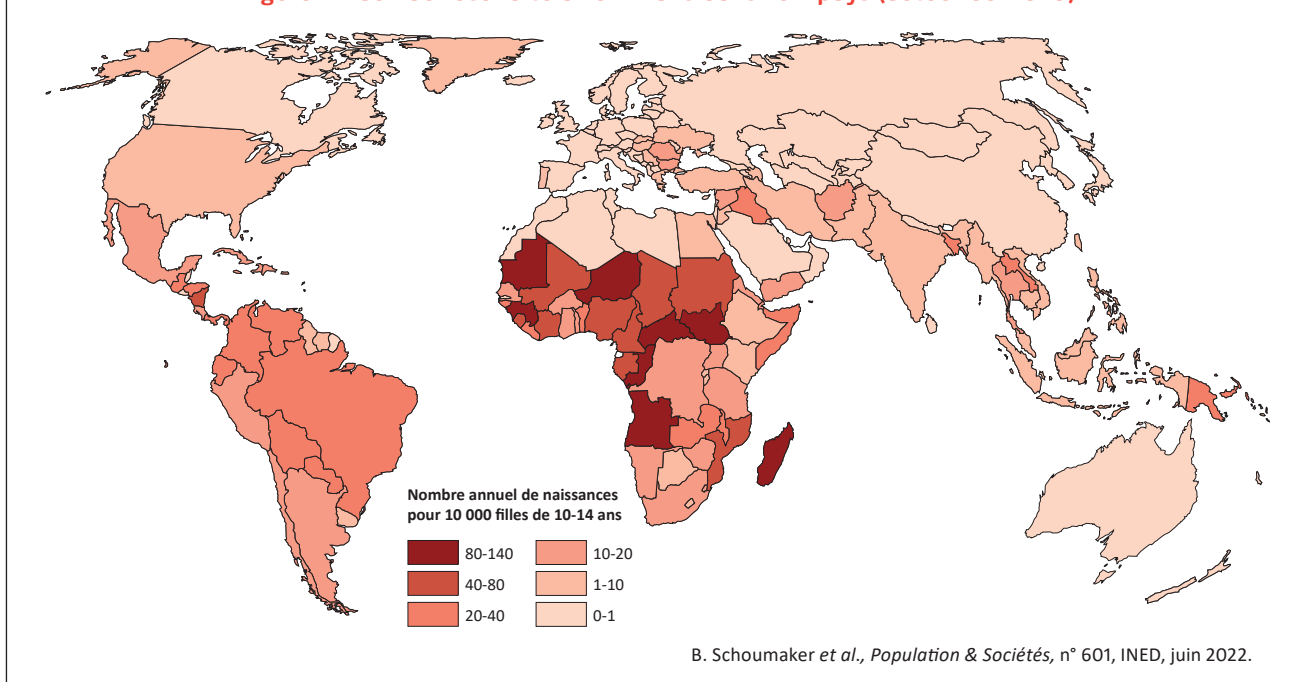 Nombre annuel de naissances
pour 10 000 filles de 10-14 ans
80-140
10-20
40-80
1-10
20-40
0-1
B. Schoumaker et al., Population & Sociétés, n° 601, INED, juin 2022.